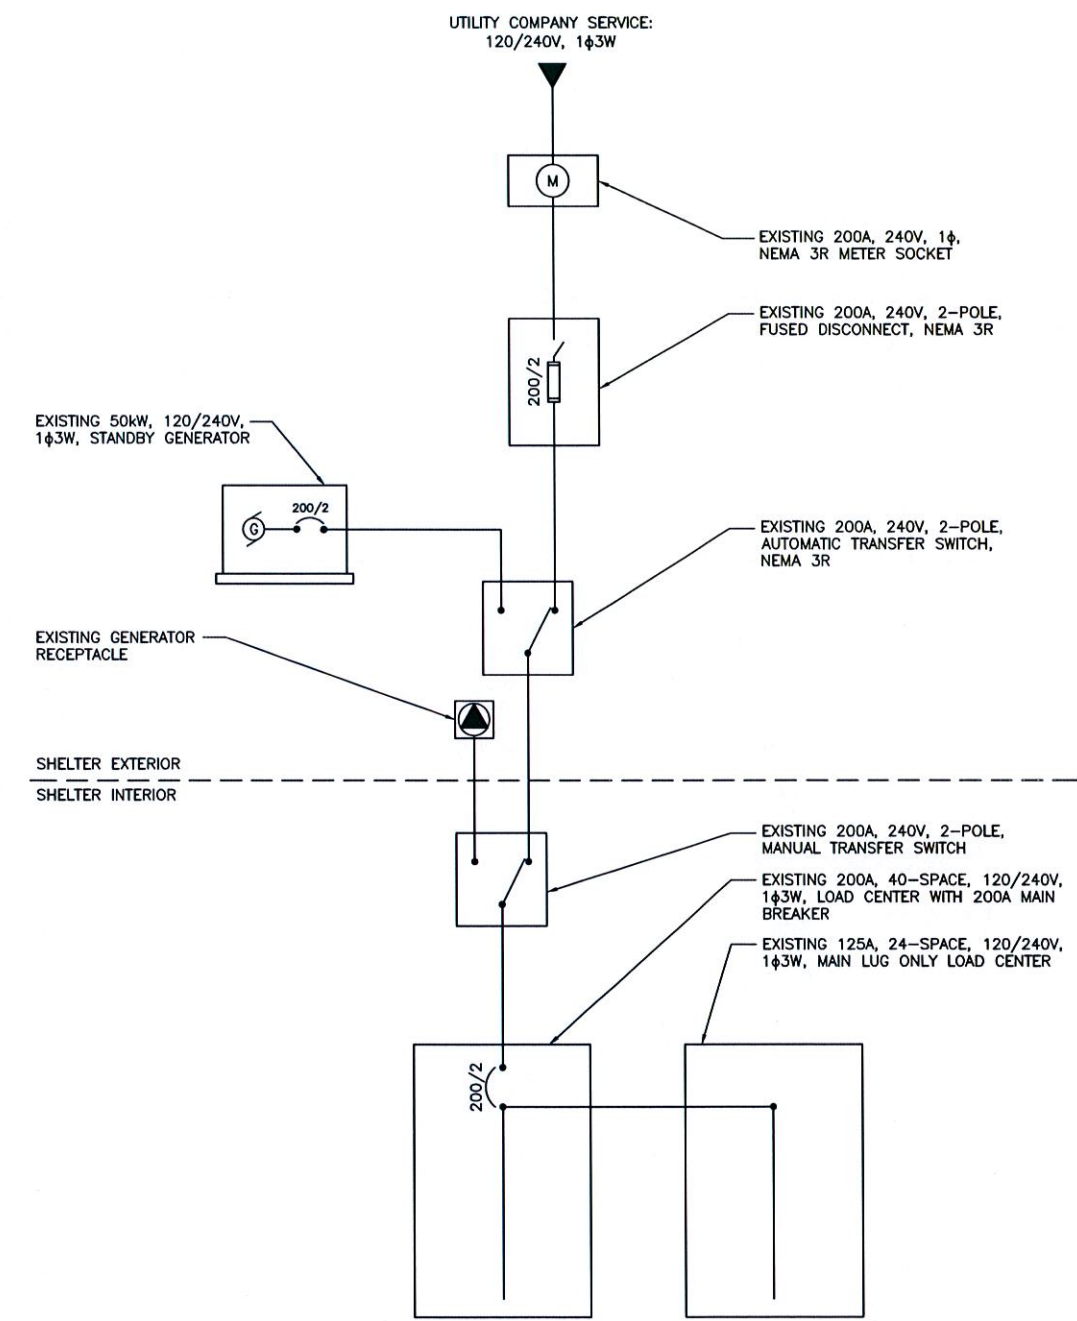 UTILITY COMPANY SERVICE:
120/240V, 1ϕ3W
M
EXISTING 200A, 240V, 1ϕ,
NEMA 3R METER SOCKET
EXISTING 200A, 240V, 2-POLE,
FUSED DISCONNECT, NEMA 3R
200/2
EXISTING 50kW, 120/240V,
1ϕ3W, STANDBY GENERATOR
200/2
G
EXISTING 200A, 240V, 2-POLE,
AUTOMATIC TRANSFER SWITCH,
NEMA 3R
EXISTING GENERATOR
RECEPTACLE
SHELTER EXTERIOR
SHELTER INTERIOR
EXISTING 200A, 240V, 2-POLE,
MANUAL TRANSFER SWITCH
EXISTING 200A, 40-SPACE, 120/240V,
1ϕ3W, LOAD CENTER WITH 200A MAIN
BREAKER
EXISTING 125A, 24-SPACE, 120/240V,
1ϕ3W, MAIN LUG ONLY LOAD CENTER
200/2